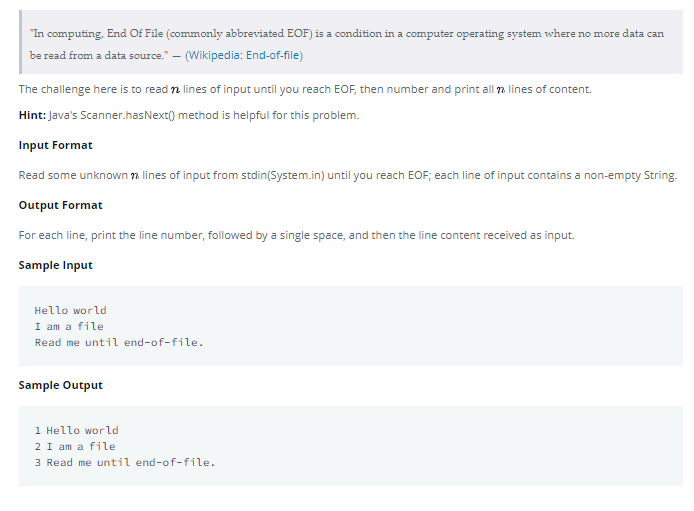 "In computing, End Of File (commonly abbreviated EOF) is a condition in a computer operating system where no more data can
be read from a data source." — (Wikipedia: End-of-file)
The challenge here is to read n lines of input until you reach EOF, then number and print all n lines of content.
Hint: Java's Scanner.hasNext() method is helpful for this problem.
Input Format
Read some unknown n lines of input from stdin(System.in) until you reach EOF; each line of input contains a non-empty String.
Output Format
For each line, print the line number, followed by a single space, and then the line content received as input.
Sample Input
Hello world
I am a file
Read me until end-of-file.
Sample Output
1 Hello world
2 I am a file
3 Read me until end-of-file.